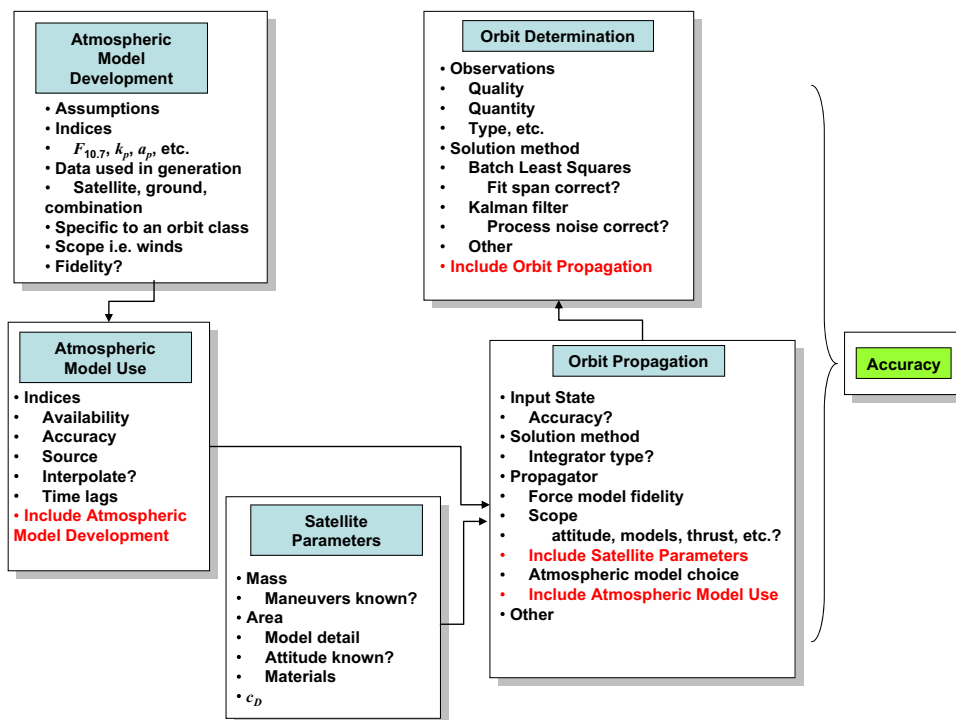 Atmospheric
Model
Development
• Assumptions
• Indices
• F10.7, kp, ap, etc.
• Data used in generation
• Satellite, ground,
combination
• Specific to an orbit class
• Scope i.e. winds
• Fidelity?
Orbit Determination
• Observations
• Quality
• Quantity
• Type, etc.
• Solution method
• Batch Least Squares
• Fit span correct?
• Kalman filter
• Process noise correct?
• Other
• Include Orbit Propagation
Atmospheric
Model Use
• Indices
• Availability
• Accuracy
• Source
• Interpolate?
• Time lags
• Include Atmospheric
Model Development
Satellite
Parameters
• Mass
• Maneuvers known?
• Area
• Model detail
• Attitude known?
• Materials
• cD
Orbit Propagation
• Input State
• Accuracy?
• Solution method
• Integrator type?
• Propagator
• Force model fidelity
• Scope
• attitude, models, thrust, etc.?
• Include Satellite Parameters
• Atmospheric model choice
• Include Atmospheric Model Use
• Other
Accuracy